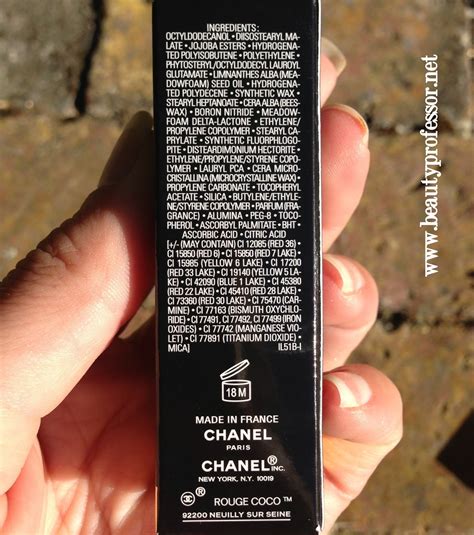 INGREDIENTS:
OCTYLDODECANOL • DIISOSTEARYL MA-
LATE • JOJOBA ESTERS • HYDROGENA-
TED POLYISOBUTENE • POLYETHYLENE •
PHYTOSTERYL/OCTYLDODECYL LAUROYL
GLUTAMATE • LIMNANTHES ALBA (MEA-
DOWFOAM) SEED OIL • HYDROGENA-
TED POLYDECENE • SYNTHETIC WAX •
STEARYL HEPTANOATE • CERA ALBA (BEES-
WAX) • BORON NITRIDE • MEADOW-
FOAM DELTA-LACTONE • ETHYLENE/
PROPYLENE COPOLYMER • STEARYL CA-
PRYLATE • SYNTHETIC FLUORPHLOGO-
PITE • DISTEARDIMONIUM HECTORITE •
ETHYLENE/PROPYLENE/STYRENE COPO-
LYMER • LAURYL PCA • CERA MICRO-
CRISTALLINA (MICROCRYSTALLINE WAX) •
PROPYLENE CARBONATE • TOCOPHERYL
ACETATE • SILICA • BUTYLENE/ETHYLE-
NE/STYRENE COPOLYMER • PARFUM (FRA-
GRANCE) • ALUMINA • PEG-8 • TOCO-
PHEROL • ASCORBYL PALMITATE • BHT •
ASCORBIC ACID • CITRIC ACID
[+/- (MAY CONTAIN) CI 12085 (RED 36) •
CI 15850 (RED 6) • CI 15850 (RED 7 LAKE) •
CI 15985 (YELLOW 6 LAKE) • CI 17200
(RED 33 LAKE) • CI 19140 (YELLOW 5 LA-
KE) • CI 42090 (BLUE 1 LAKE) • CI 45380
(RED 22 LAKE) • CI 45410 (RED 28 LAKE) •
CI 73360 (RED 30 LAKE) • CI 75470 (CAR-
MINE) • CI 77163 (BISMUTH OXYCHLO-
RIDE) • CI 77491, CI 77492, CI 77499 (IRON
OXIDES) • CI 77742 (MANGANESE VIO-
LET) • CI 77891 (TITANIUM DIOXIDE) •
MICA] IL51B-I
18 M
MADE IN FRANCE
CHANEL
PARIS
CHANEL® INC.
NEW YORK, N.Y. 10019
® ROUGE COCO ™
92200 NEUILLY SUR SEINE
www.beautyprofessor.net